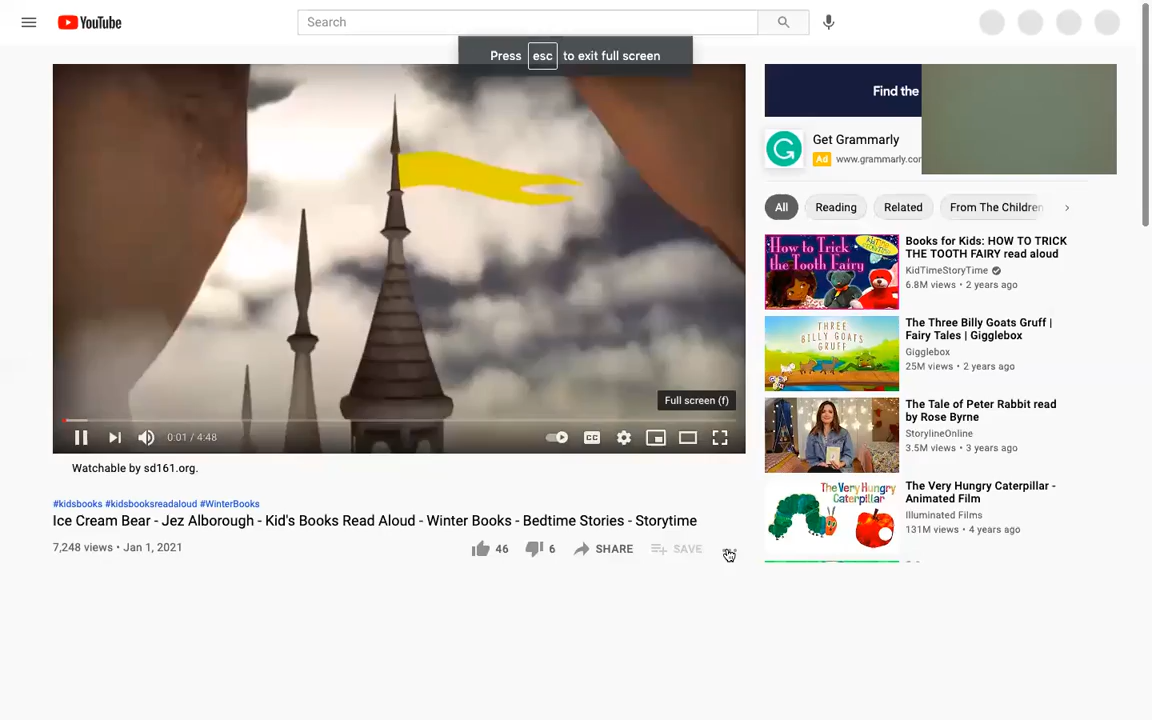 YouTube
Search
Press esc to exit full screen
Find the
Get Grammarly
Ad www.grammarly.cor
All Reading Related From The Childrer
How to Trick the Tooth Fairy
Books for Kids: HOW TO TRICK
THE TOOTH FAIRY read aloud
KidTimeStoryTime
6.8M views • 2 years ago
THREE
BILLY GOATS
GRUFF
The Three Billy Goats Gruff |
Fairy Tales | Gigglebox
Gigglebox
25M views • 2 years ago
The Tale of Peter Rabbit read
by Rose Byrne
StorylineOnline
3.5M views • 3 years ago
The Very Hungry
Caterpillar
The Very Hungry Caterpillar -
Animated Film
Illuminated Films
131M views • 4 years ago
Full screen (f)
0:01 / 4:48
CC
Watchable by sd161.org.
#kidsbooks #kidsbooksreadaloud #WinterBooks
Ice Cream Bear - Jez Alborough - Kid's Books Read Aloud - Winter Books - Bedtime Stories - Storytime
7,248 views • Jan 1, 2021
46 6 SHARE SAVE